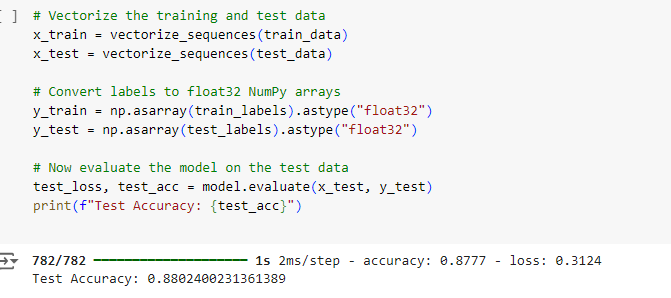 [ ] # Vectorize the training and test data
x_train = vectorize_sequences(train_data)
x_test = vectorize_sequences(test_data)
# Convert labels to float32 NumPy arrays
y_train = np.asarray(train_labels).astype("float32")
y_test = np.asarray(test_labels).astype("float32")
# Now evaluate the model on the test data
test_loss, test_acc = model.evaluate(x_test, y_test)
print(f"Test Accuracy: {test_acc}")
782/782 ━━━━━━━━━━━━━━━━━━━━ 1s 2ms/step - accuracy: 0.8777 - loss: 0.3124
Test Accuracy: 0.8802400231361389